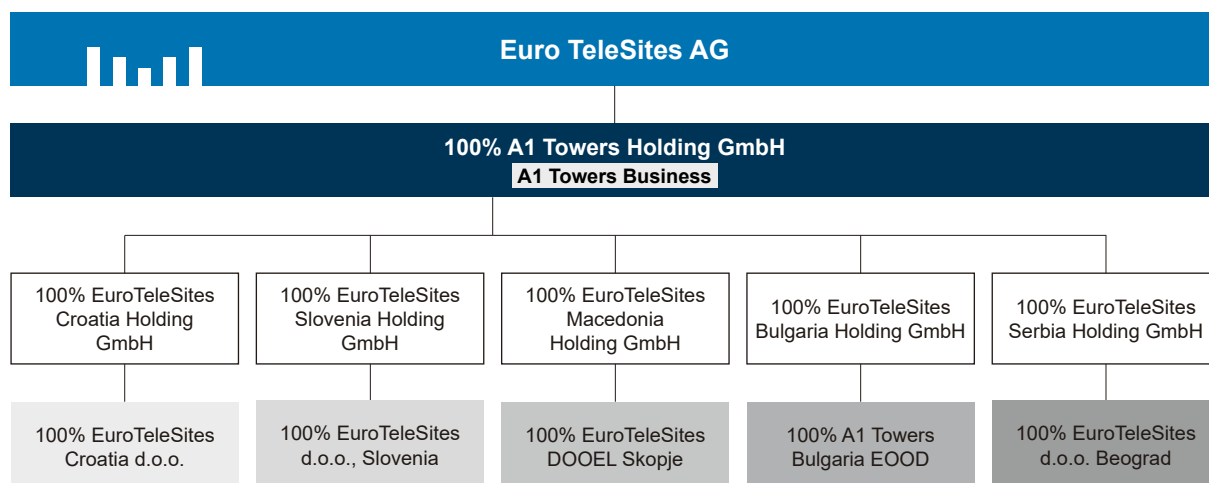 Euro TeleSites AG
100% A1 Towers Holding GmbH
A1 Towers Business
100% EuroTeleSites
Croatia Holding
GmbH
100% EuroTeleSites
Slovenia Holding
GmbH
100% EuroTeleSites
Macedonia
Holding GmbH
100% EuroTeleSites
Bulgaria Holding GmbH
100% EuroTeleSites
Serbia Holding GmbH
100% EuroTeleSites
Croatia d.o.o.
100% EuroTeleSites
d.o.o., Slovenia
100% EuroTeleSites
DOOEL Skopje
100% A1 Towers
Bulgaria EOOD
100% EuroTeleSites
d.o.o. Beograd